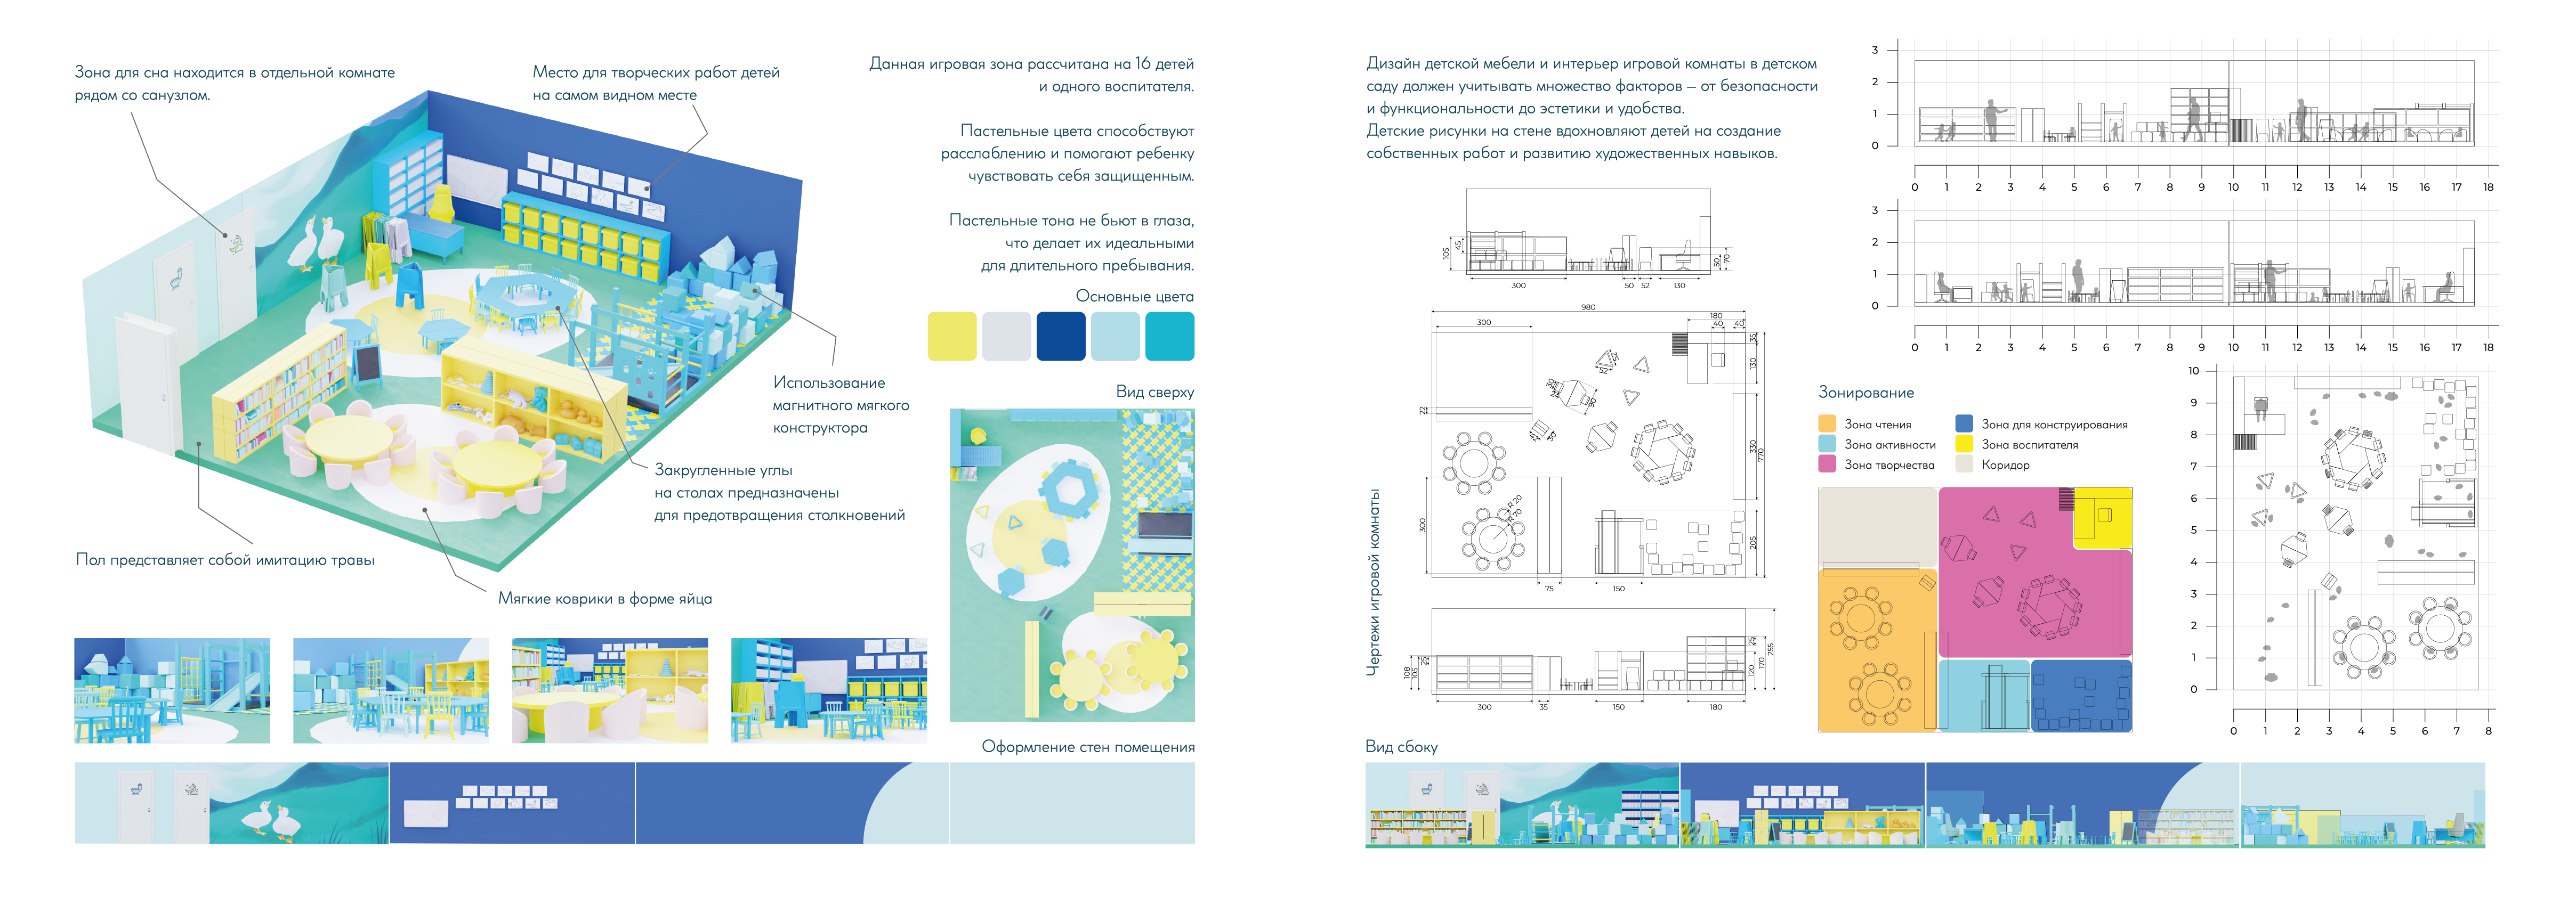 Зона для сна находится в отдельной комнате
рядом со санузлом.
Место для творческих работ детей
на самом видном месте
Использование
магнитного мягкого
конструктора
Закругленные углы
на столах предназначены
для предотвращения столкновений
Пол представляет собой имитацию травы
Мягкие коврики в форме яйца
Данная игровая зона рассчитана на 16 детей
и одного воспитателя.
Пастельные цвета способствуют
расслаблению и помогают ребенку
чувствовать себя защищенным.
Пастельные тона не бьют в глаза,
что делает их идеальными
для длительного пребывания.
Основные цвета
Вид сверху
Оформление стен помещения
Дизайн детской мебели и интерьер игровой комнаты в детском
саду должен учитывать множество факторов – от безопасности
и функциональности до эстетики и удобства.
Детские рисунки на стене вдохновляют детей на создание
собственных работ и развитию художественных навыков.
105
45
300
50 52 130
50
70
980
300
180
40 40
35
130
330
770
205
22
300
R 20
R 70
75
150
Чертежи игровой комнаты
108
105
25
300
35
150
180
25
120
170
255
3
2
1
0
0 1 2 3 4 5 6 7 8 9 10 11 12 13 14 15 16 17 18
3
2
1
0
0 1 2 3 4 5 6 7 8 9 10 11 12 13 14 15 16 17 18
Зонирование
Зона чтения
Зона активности
Зона творчества
Зона для конструирования
Зона воспитателя
Коридор
10
9
8
7
6
5
4
3
2
1
0
0 1 2 3 4 5 6 7 8
Вид сбоку